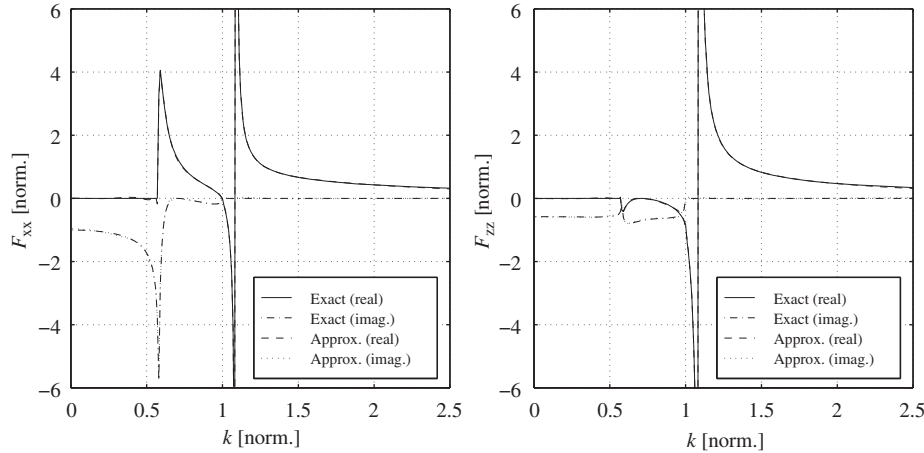 6
4
2
0
−2
−4
−6
F_xx [norm.]
0
0.5
1
1.5
2
2.5
k [norm.]
Exact (real)
Exact (imag.)
Approx. (real)
Approx. (imag.)
6
4
2
0
−2
−4
−6
F_zz [norm.]
0
0.5
1
1.5
2
2.5
k [norm.]
Exact (real)
Exact (imag.)
Approx. (real)
Approx. (imag.)